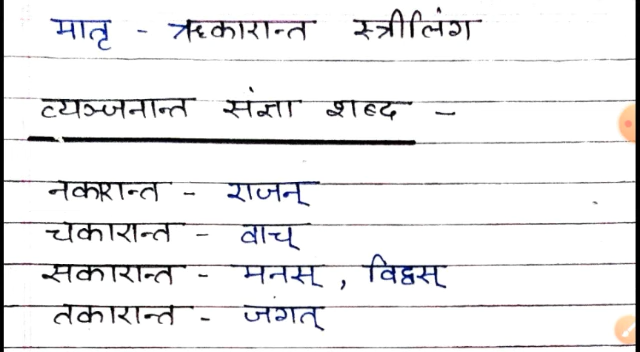 मातृ - ऋकारान्त स्त्रीलिंग
व्यञ्जनान्त संज्ञा शब्द -
नकारान्त - राजन्
चकारान्त - वाच्
सकारान्त - मनस् , विद्वस्
तकारान्त - जगत्